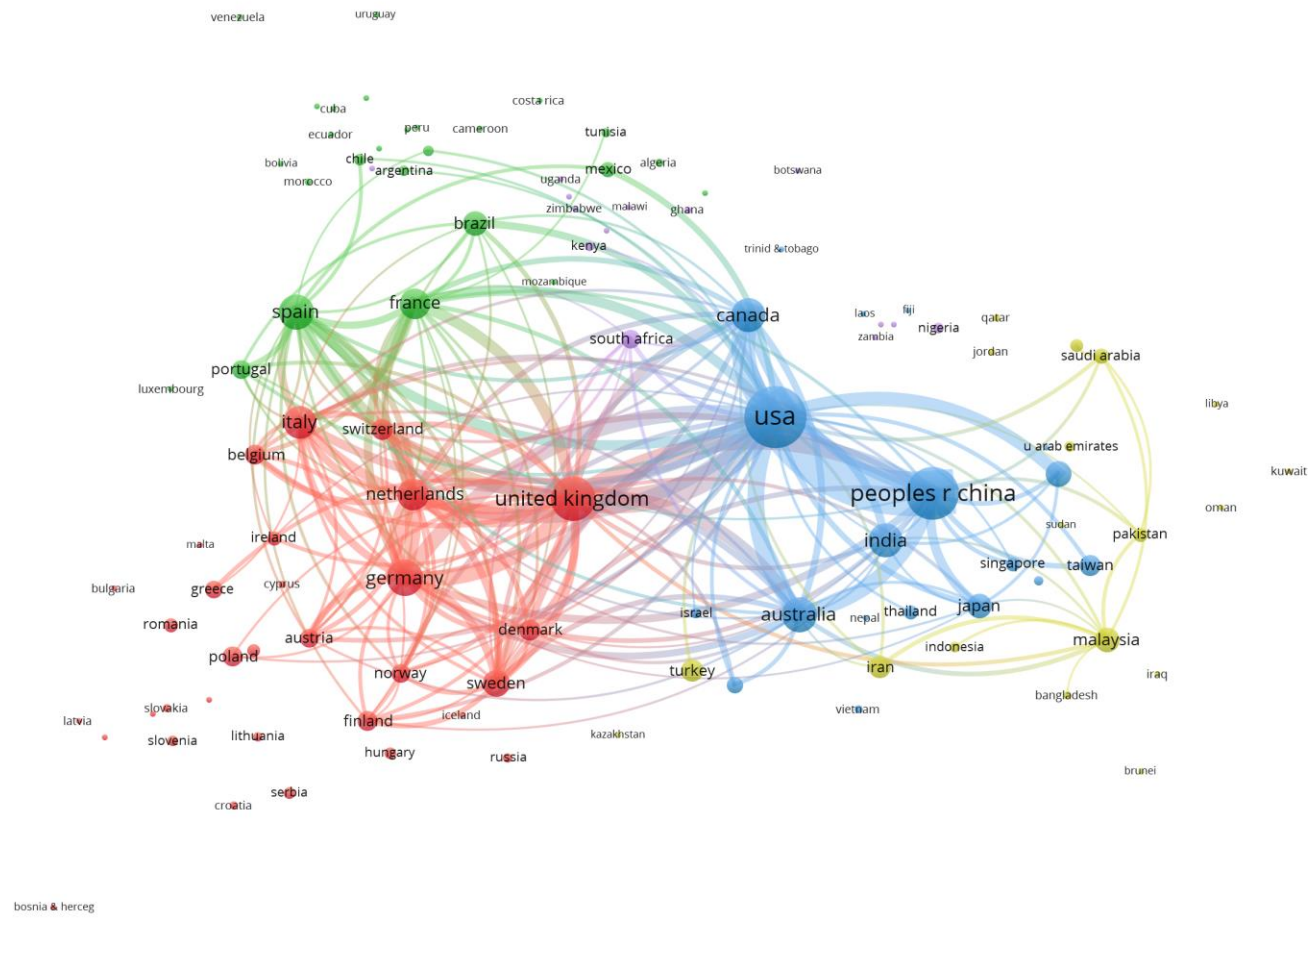 venezuela
uruguay
costa rica
cuba
peru
cameroon
ecuador
tunisia
chile
bolivia
argentina
mexico
algeria
botswana
morocco
uganda
zimbabwe
malawi
ghana
brazil
kenya
trinid & tobago
mozambique
spain
france
canada
laos
fiji
qatar
south africa
zambia
nigeria
jordan
saudi arabia
portugal
luxembourg
libya
italy
switzerland
usa
u arab emirates
belgium
kuwait
netherlands
united kingdom
peoples r china
oman
sudan
pakistan
ireland
india
malta
singapore
taiwan
germany
cyprus
bulgaria
greece
japan
israel
australia
nepal
thailand
romania
austria
denmark
malaysia
indonesia
poland
iran
turkey
norway
sweden
iraq
bangladesh
slovakia
vietnam
latvia
finland
iceland
lithuania
slovenia
kazakhstan
hungary
russia
brunei
serbia
croatia
bosnia & herceg